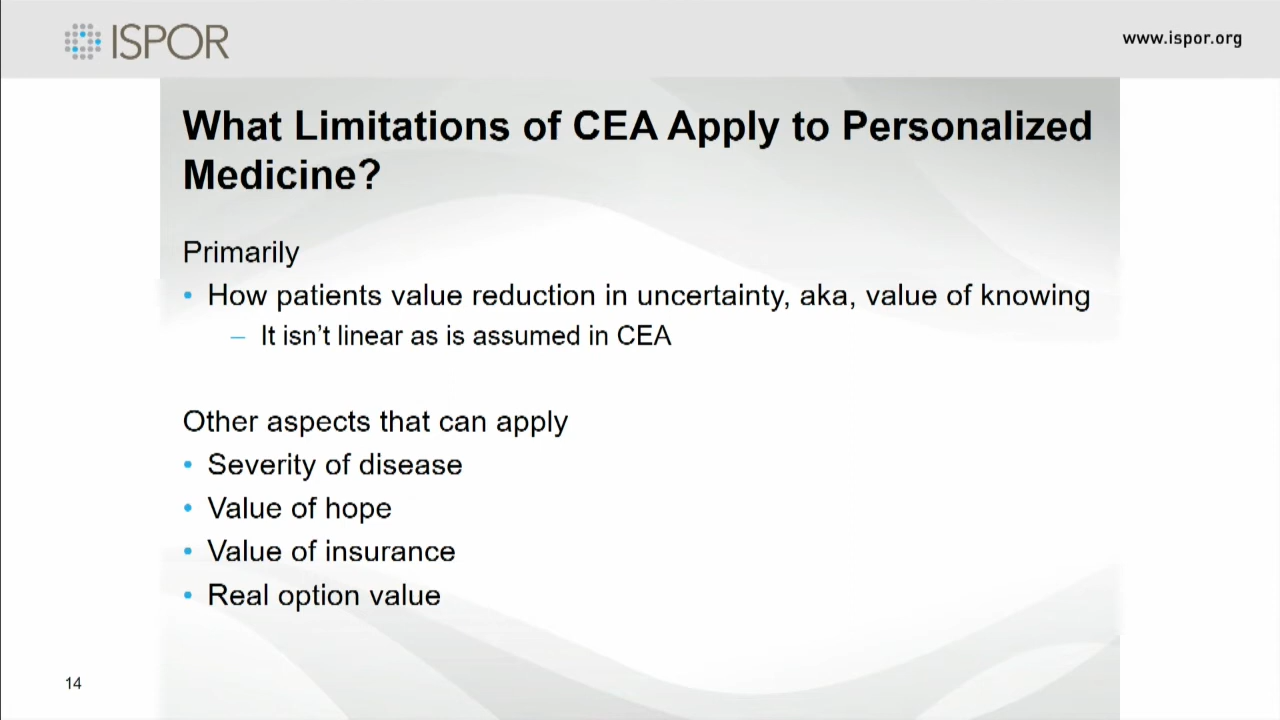 ISPOR
www.ispor.org
What Limitations of CEA Apply to Personalized
Medicine?
Primarily
• How patients value reduction in uncertainty, aka, value of knowing
– It isn’t linear as is assumed in CEA
Other aspects that can apply
• Severity of disease
• Value of hope
• Value of insurance
• Real option value
14